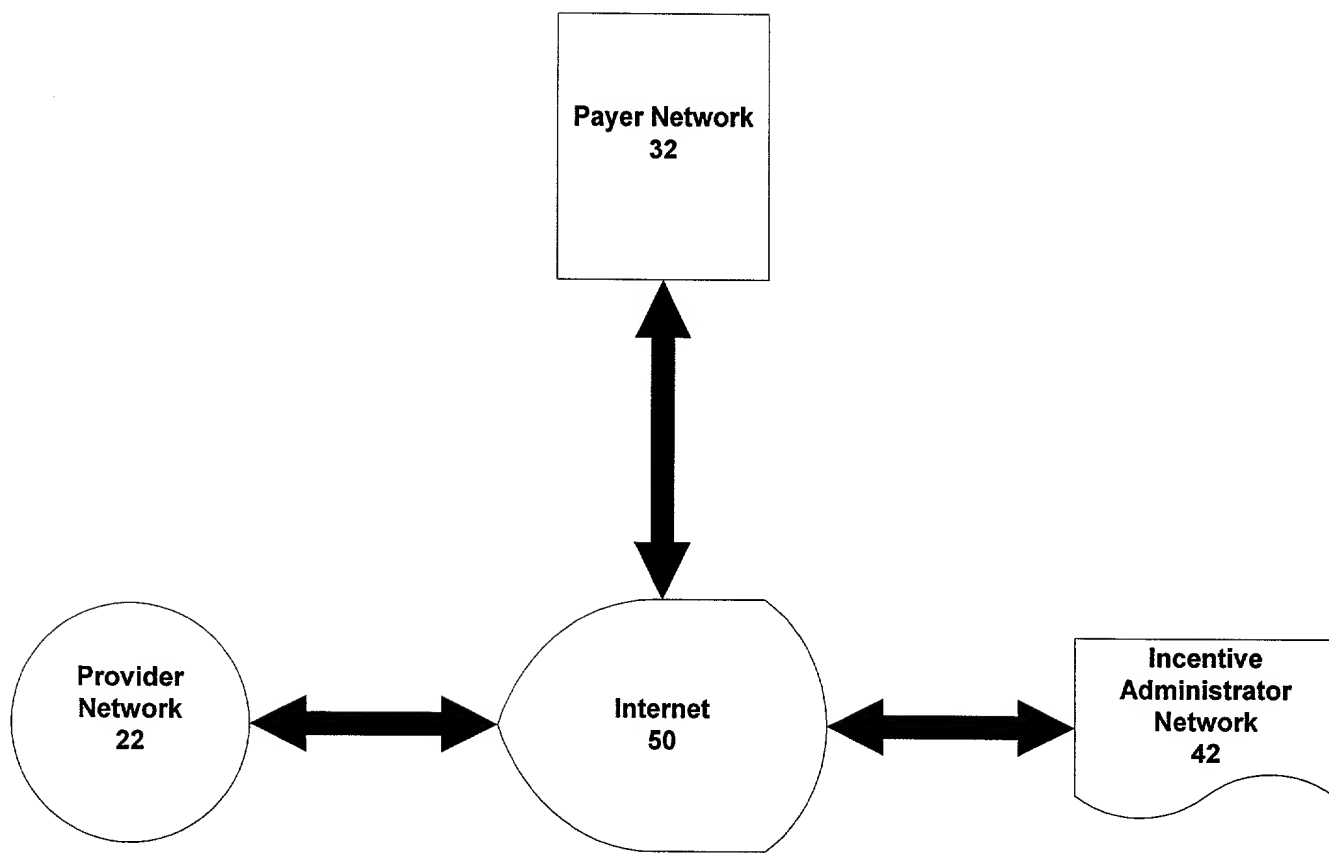 Payer Network
32
Provider
Network
22
Internet
50
Incentive
Administrator
Network
42